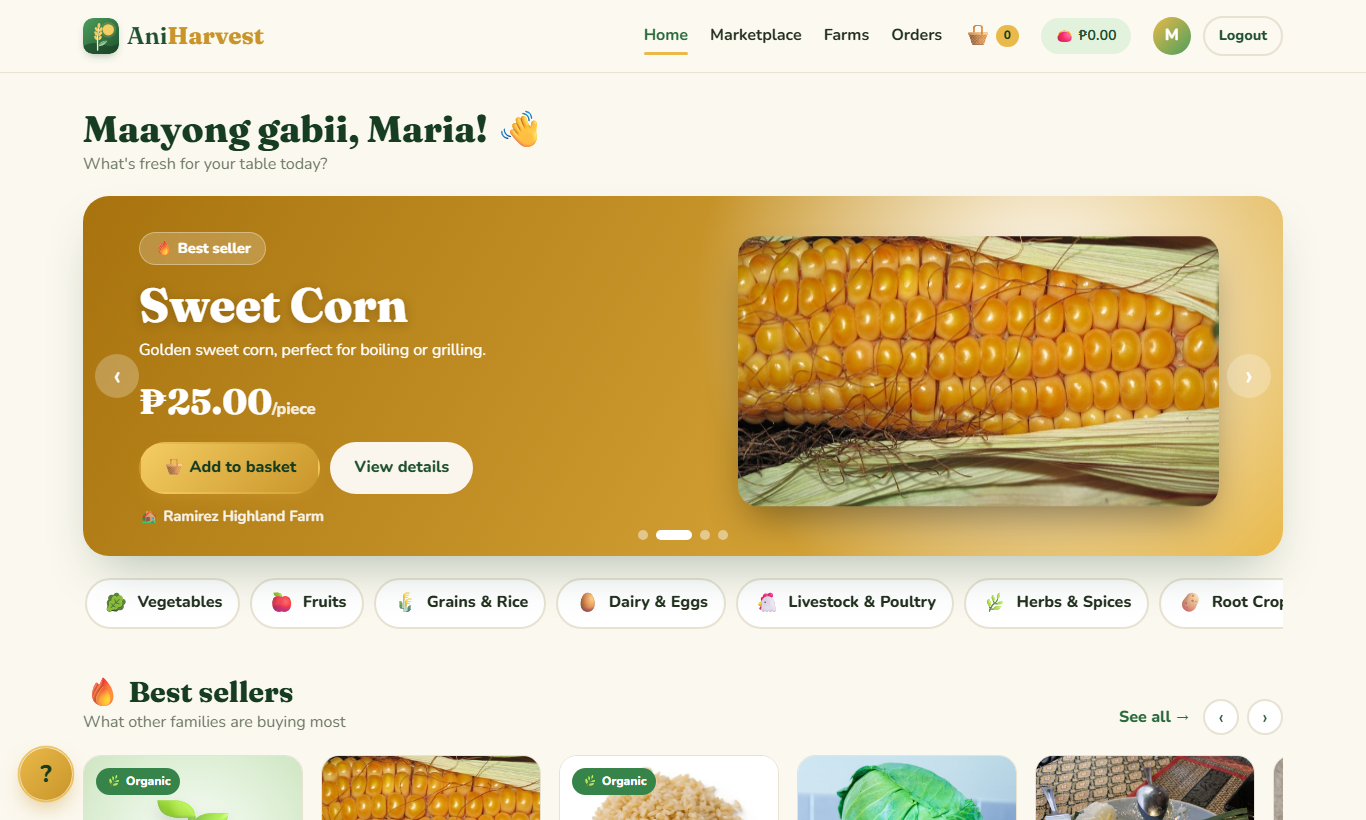 AniHarvest
Home Marketplace Farms Orders 0 ₱0.00 M Logout
Maayong gabii, Maria! 👋
What's fresh for your table today?
🔥 Best seller
Sweet Corn
Golden sweet corn, perfect for boiling or grilling.
‹ ›
₱25.00/piece
Add to basket View details
Ramirez Highland Farm
Vegetables Fruits Grains & Rice Dairy & Eggs Livestock & Poultry Herbs & Spices Root Crop
🔥 Best sellers
What other families are buying most
See all → ‹ ›
?
Organic Organic